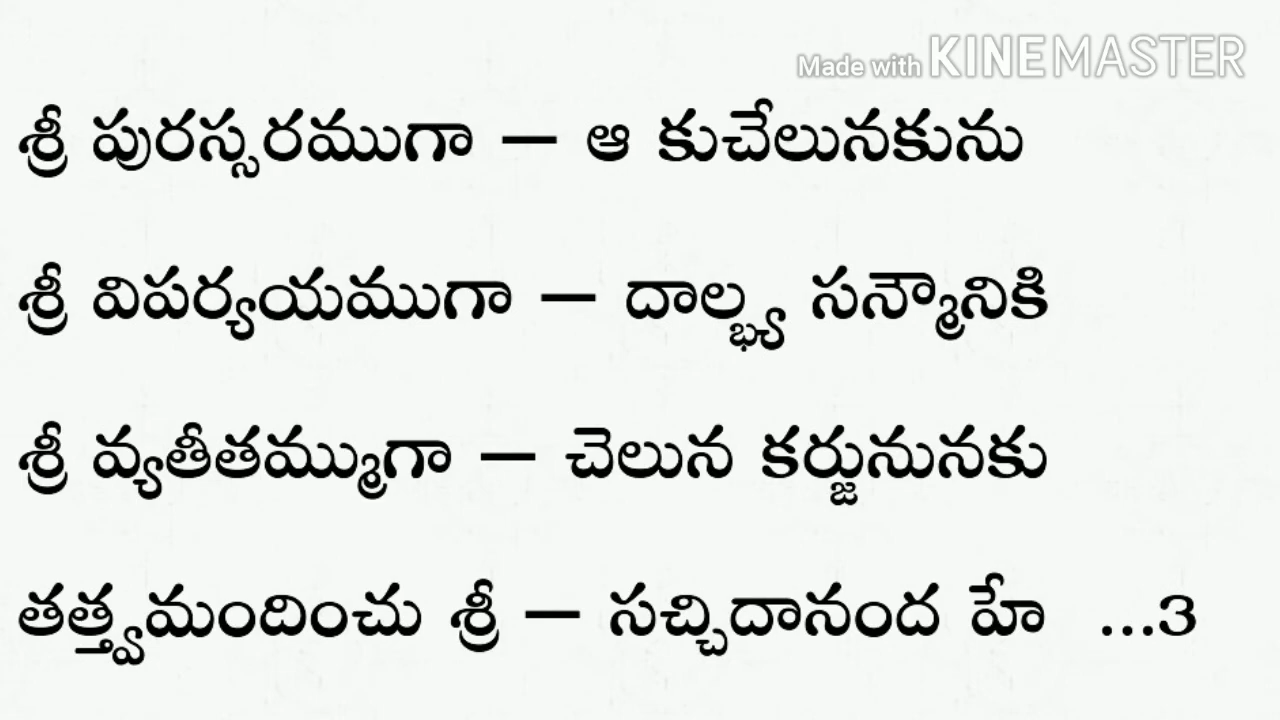 Made with KINEMASTER
శ్రీ పురస్సరముగా – ఆ కుచేలునకును
శ్రీ విపర్యయముగా – దాల్భ్య సన్మౌనికి
శ్రీ వ్యతీతమ్ముగా – చెలున కర్జునునకు
తత్త్వమందించు శ్రీ – సచ్చిదానంద హే ...3